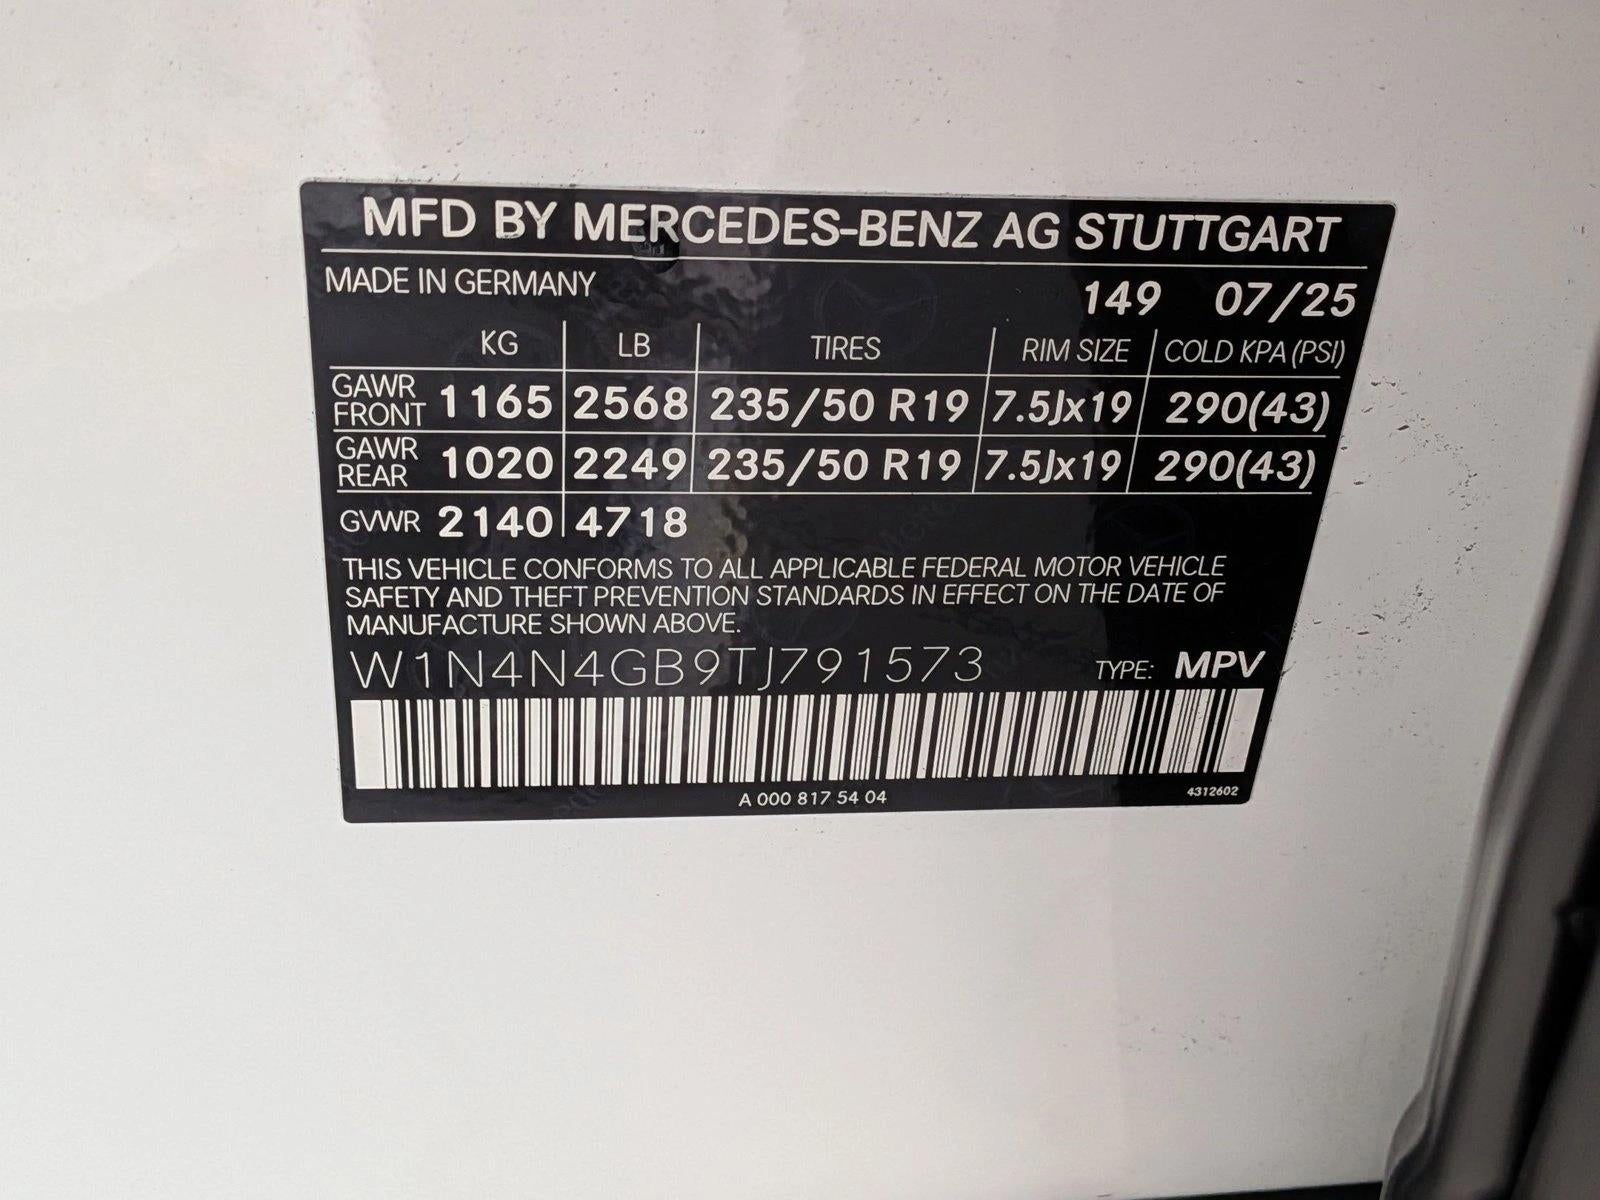 MFD BY MERCEDES-BENZ AG STUTTGART
MADE IN GERMANY 149 07/25
KG LB TIRES RIM SIZE COLD KPA (PSI)
GAWR FRONT 1165 2568 235/50 R19 7.5Jx19 290(43)
GAWR REAR 1020 2249 235/50 R19 7.5Jx19 290(43)
GVWR 2140 4718
THIS VEHICLE CONFORMS TO ALL APPLICABLE FEDERAL MOTOR VEHICLE
SAFETY AND THEFT PREVENTION STANDARDS IN EFFECT ON THE DATE OF
MANUFACTURE SHOWN ABOVE.
W1N4N4GB9TJ791573 TYPE: MPV
A 000 817 54 04 4312602